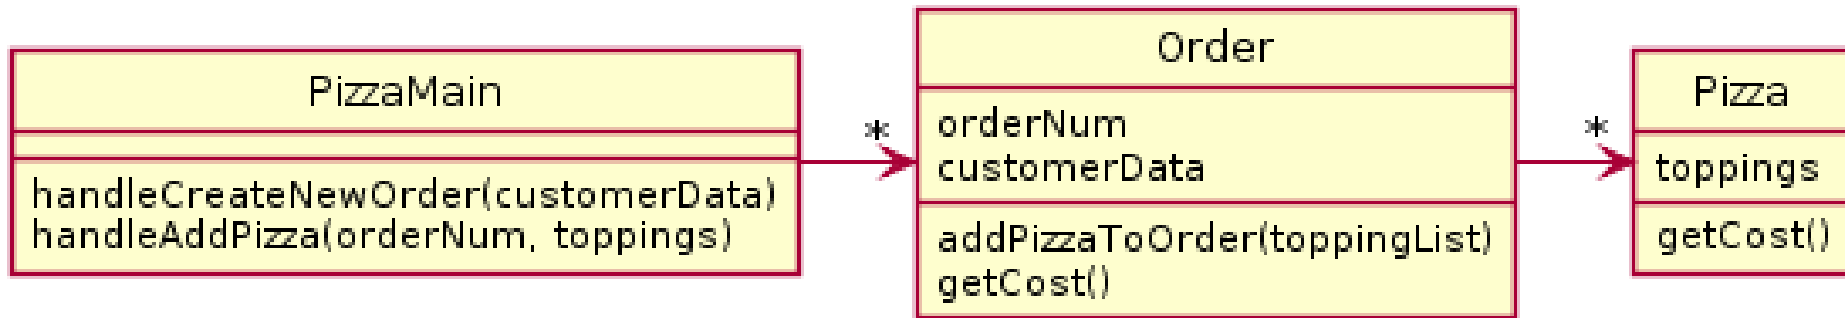 PizzaMain
handleCreateNewOrder(customerData)
handleAddPizza(orderNum, toppings)
*
Order
orderNum
customerData
addPizzaToOrder(toppingList)
getCost()
*
Pizza
toppings
getCost()